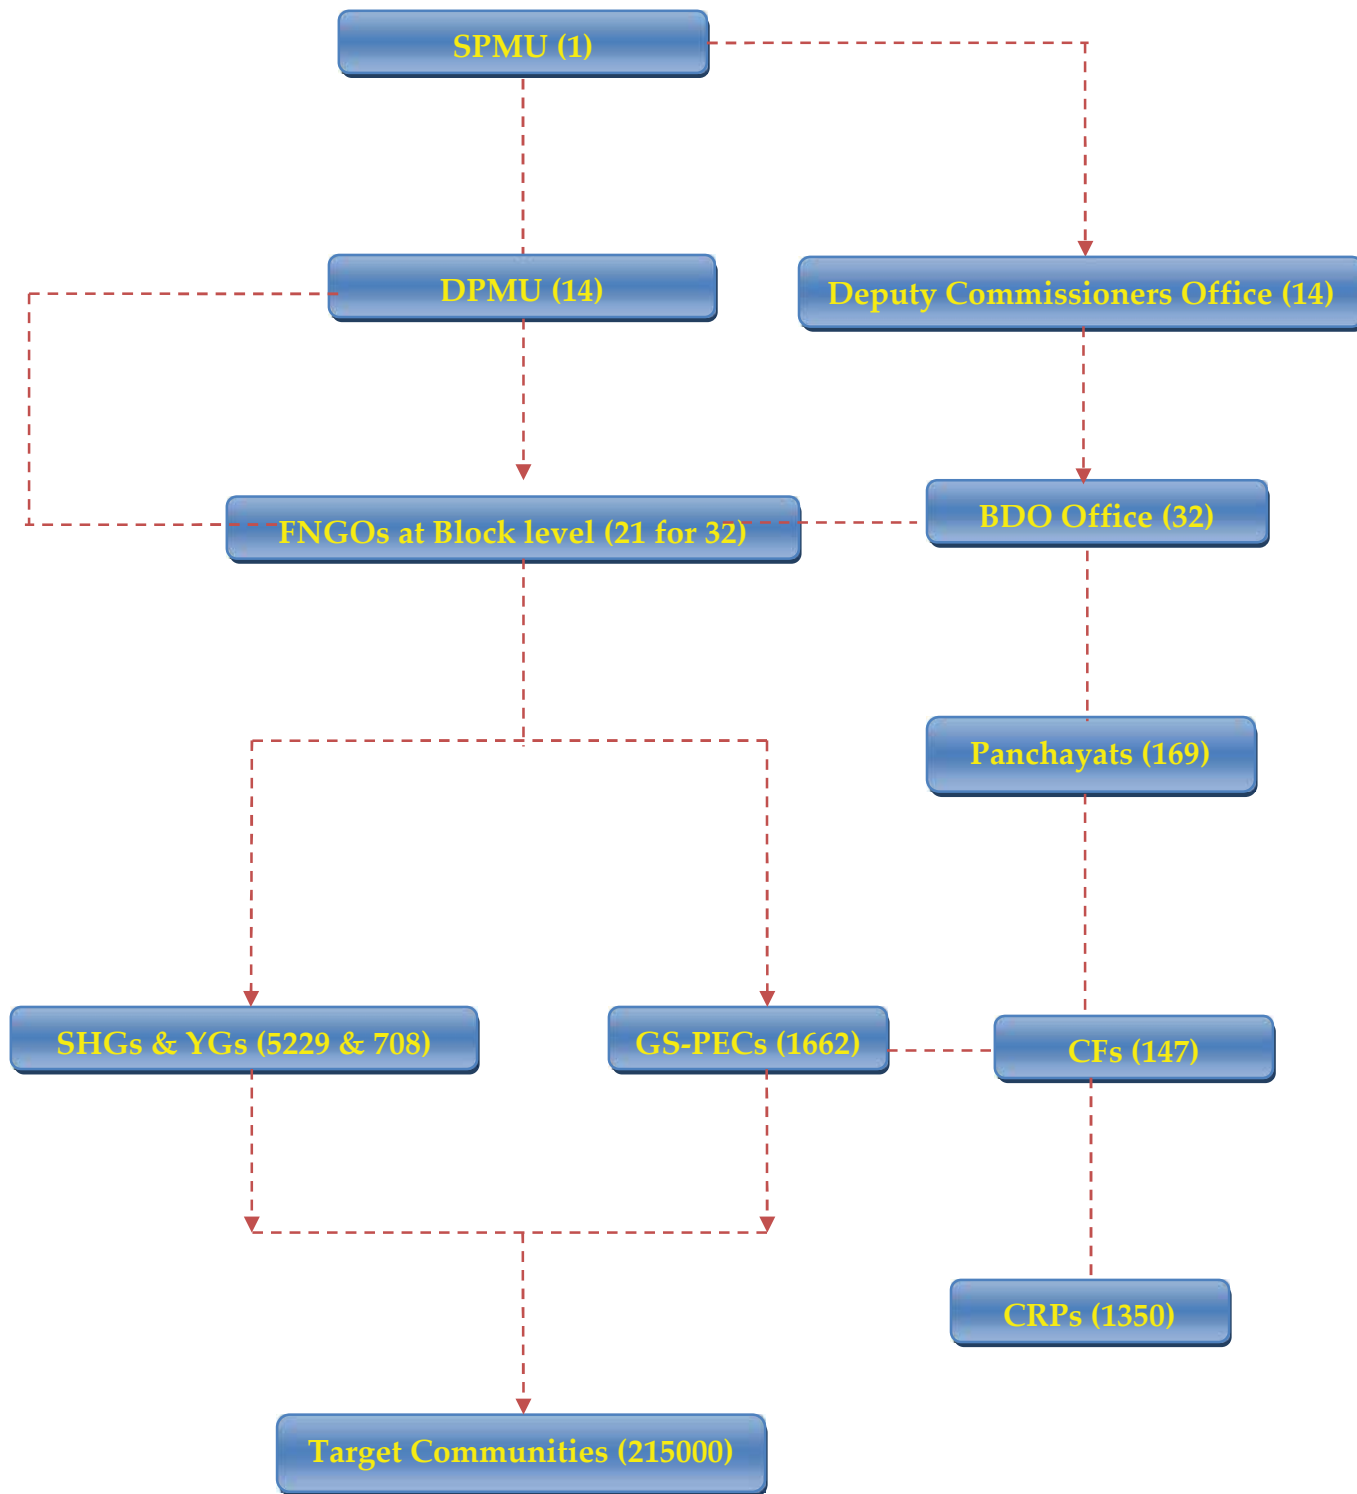 SPMU (1)
DPMU (14)
Deputy Commissioners Office (14)
FNGOs at Block level (21 for 32)
BDO Office (32)
Panchayats (169)
SHGs & YGs (5229 & 708)
GS-PECs (1662)
CFs (147)
CRPs (1350)
Target Communities (215000)